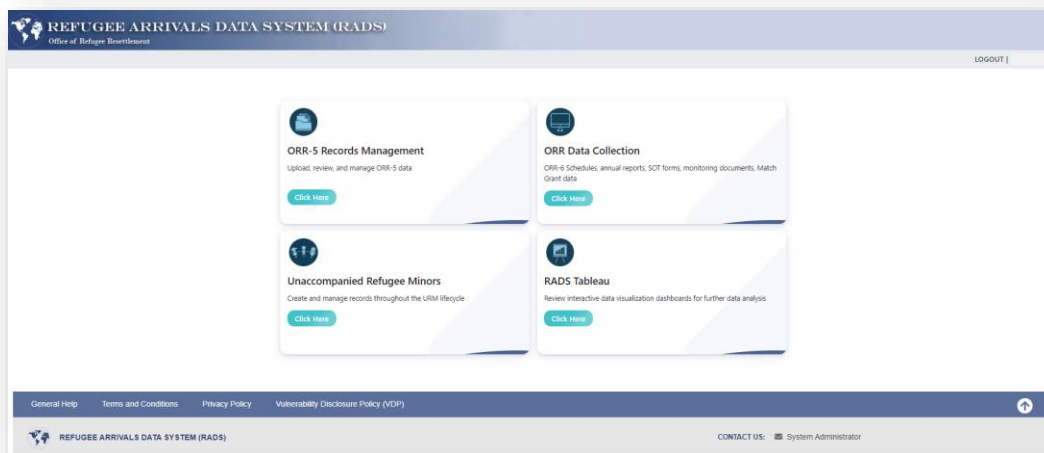 REFUGEE ARRIVALS DATA SYSTEM (RADS)
Office of Refugee Resettlement
LOGOUT |
ORR-5 Records Management
Upload, review, and manage ORR-5 data
Click Here
ORR Data Collection
ORR-6 Schedules, annual reports, SOT forms, monitoring documents, Match
Grant data
Click Here
Unaccompanied Refugee Minors
Create and manage records throughout the URM lifecycle
Click Here
RADS Tableau
Review interactive data visualization dashboards for further data analysis
Click Here
General Help Terms and Conditions Privacy Policy Vulnerability Disclosure Policy (VDP)
REFUGEE ARRIVALS DATA SYSTEM (RADS) CONTACT US: System Administrator